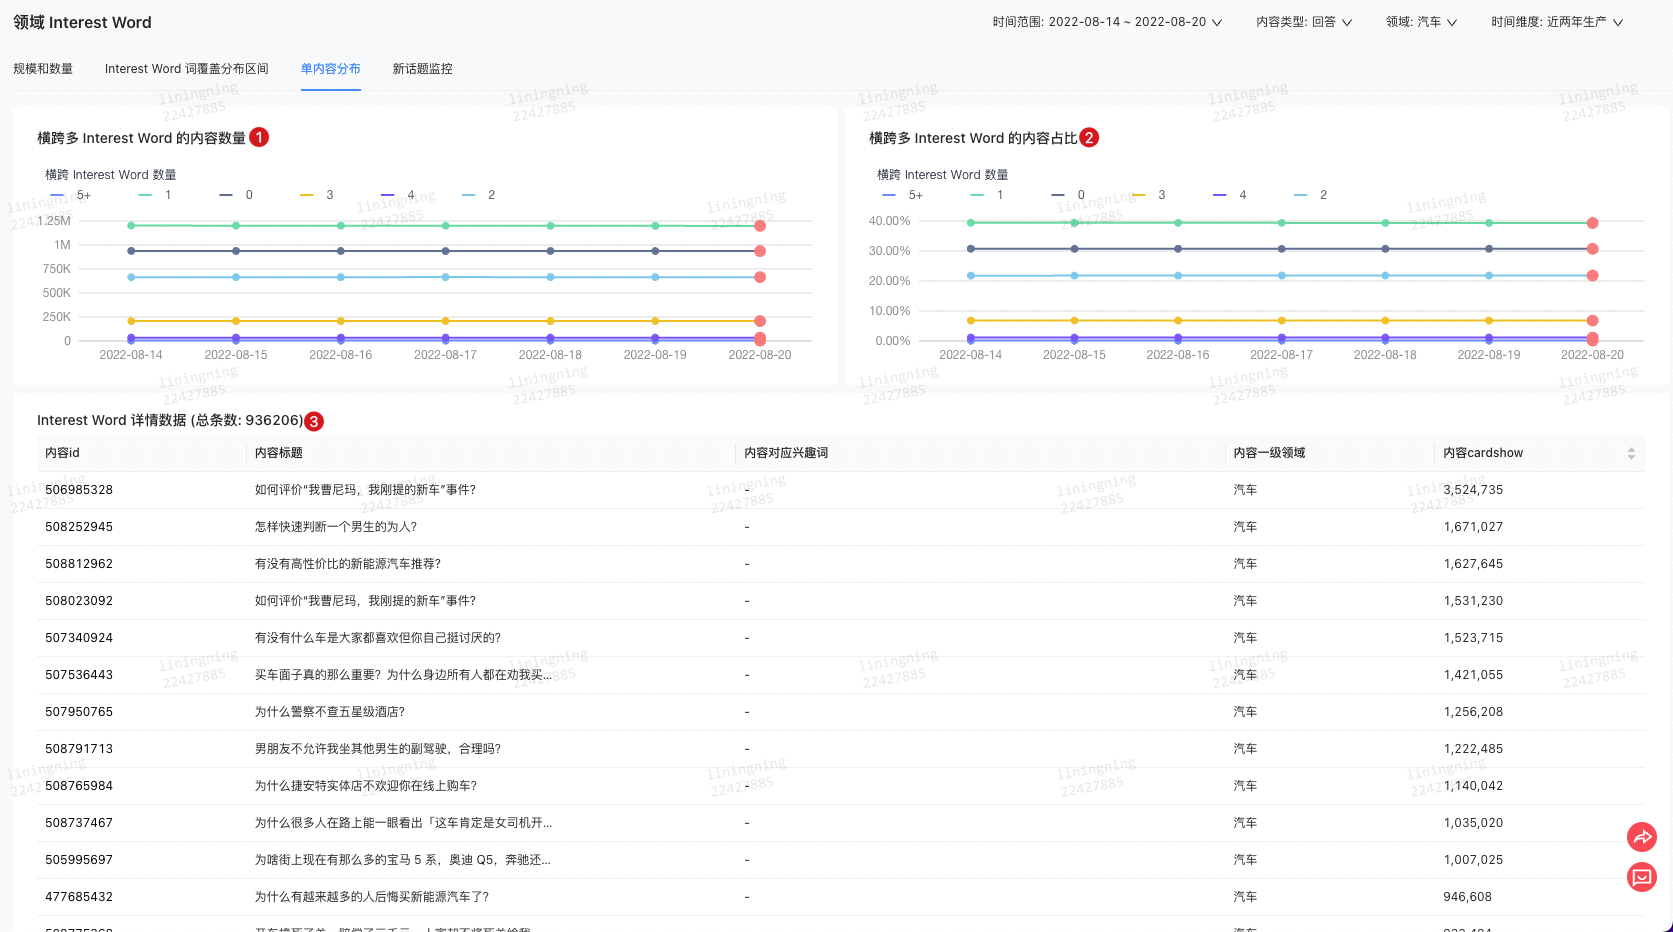 领域 Interest Word
时间范围: 2022-08-14 ~ 2022-08-20 内容类型: 回答 领域: 汽车 时间维度: 近两年生产
规模和数量 Interest Word 词覆盖分布区间 单内容分布 新话题监控
横跨多 Interest Word 的内容数量 1
横跨 Interest Word 数量
5+ 1 0 3 4 2
1.25M
1M
750K
500K
250K
0
2022-08-14 2022-08-15 2022-08-16 2022-08-17 2022-08-18 2022-08-19 2022-08-20
横跨多 Interest Word 的内容占比 2
横跨 Interest Word 数量
5+ 1 0 3 4 2
40.00%
30.00%
20.00%
10.00%
0.00%
2022-08-14 2022-08-15 2022-08-16 2022-08-17 2022-08-18 2022-08-19 2022-08-20
Interest Word 详情数据 (总条数: 936206) 3
内容id 内容标题 内容对应兴趣词 内容一级领域 内容cardshow
506985328 如何评价“我曹尼玛，我刚提的新车”事件? - 汽车 3,524,735
508252945 怎样快速判断一个男生的为人? - 汽车 1,671,027
508812962 有没有高性价比的新能源汽车推荐? - 汽车 1,627,645
508023092 如何评价“我曹尼玛，我刚提的新车”事件? - 汽车 1,531,230
507340924 有没有什么车是大家都喜欢但你自己挺讨厌的? - 汽车 1,523,715
507536443 买车面子真的那么重要？为什么身边所有人都在劝我买... - 汽车 1,421,055
507950765 为什么警察不查五星级酒店? - 汽车 1,256,208
508791713 男朋友不允许我坐其他男生的副驾驶，合理吗? - 汽车 1,222,485
508765984 为什么捷安特实体店不欢迎你在线上购车? - 汽车 1,140,042
508737467 为什么很多人在路上能一眼看出「这车肯定是女司机开... - 汽车 1,035,020
505995697 为啥街上现在有那么多的宝马 5 系，奥迪 Q5，奔驰还... - 汽车 1,007,025
477685432 为什么有越来越多的人后悔买新能源汽车了? - 汽车 946,608
liningning
22427885